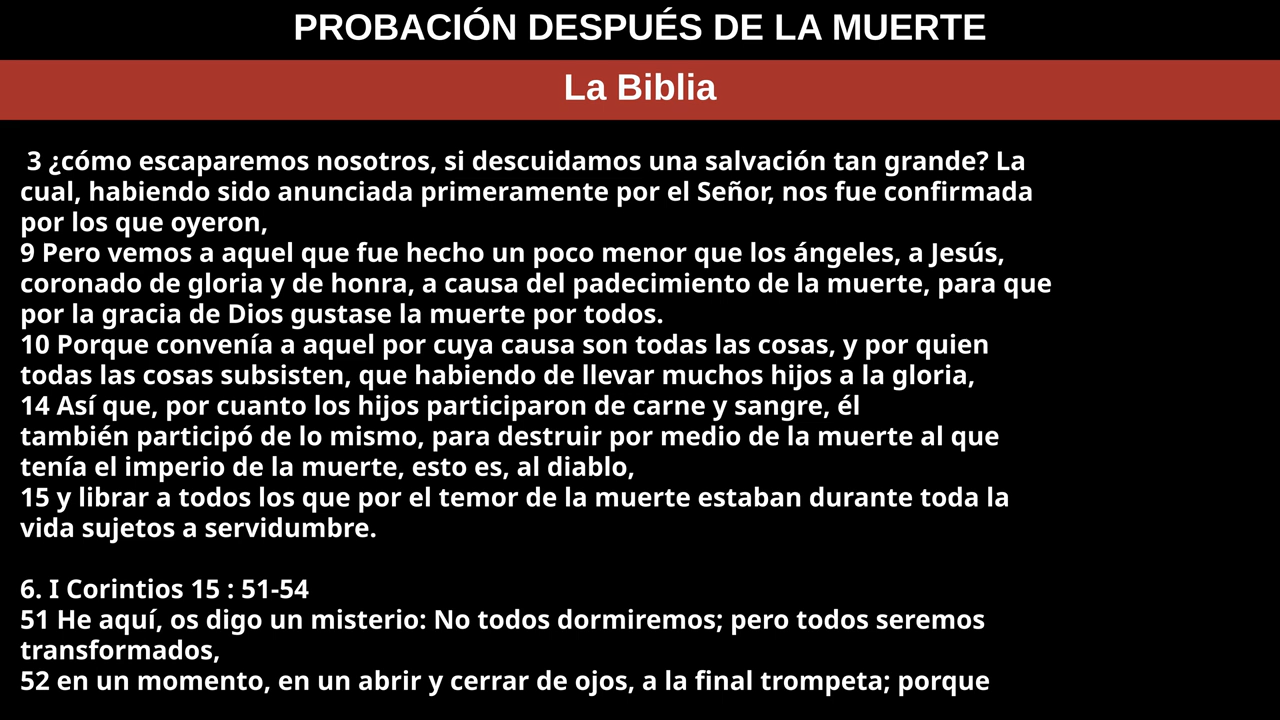 PROBACIÓN DESPUÉS DE LA MUERTE
La Biblia
3 ¿cómo escaparemos nosotros, si descuidamos una salvación tan grande? La
cual, habiendo sido anunciada primeramente por el Señor, nos fue confirmada
por los que oyeron,
9 Pero vemos a aquel que fue hecho un poco menor que los ángeles, a Jesús,
coronado de gloria y de honra, a causa del padecimiento de la muerte, para que
por la gracia de Dios gustase la muerte por todos.
10 Porque convenía a aquel por cuya causa son todas las cosas, y por quien
todas las cosas subsisten, que habiendo de llevar muchos hijos a la gloria,
14 Así que, por cuanto los hijos participaron de carne y sangre, él
también participó de lo mismo, para destruir por medio de la muerte al que
tenía el imperio de la muerte, esto es, al diablo,
15 y librar a todos los que por el temor de la muerte estaban durante toda la
vida sujetos a servidumbre.
6. I Corintios 15 : 51-54
51 He aquí, os digo un misterio: No todos dormiremos; pero todos seremos
transformados,
52 en un momento, en un abrir y cerrar de ojos, a la final trompeta; porque